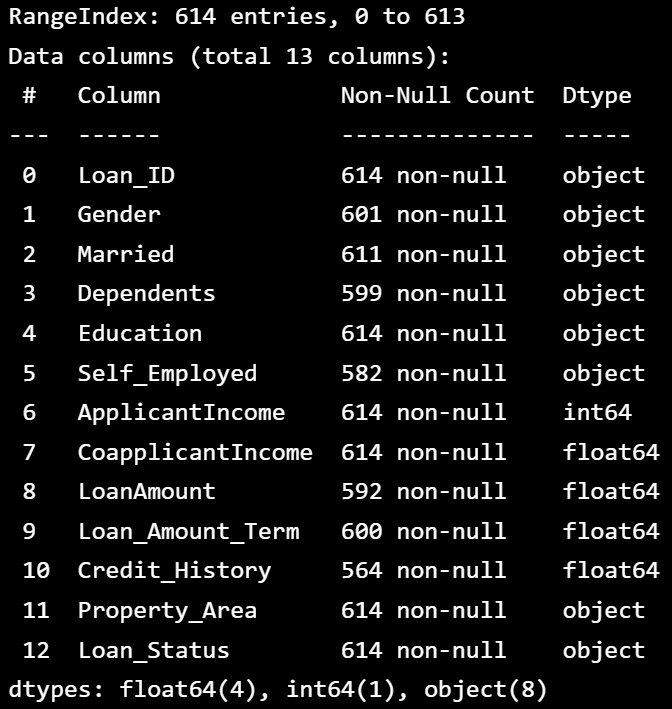 RangeIndex: 614 entries, 0 to 613
Data columns (total 13 columns):
 #   Column             Non-Null Count  Dtype
---  ------             --------------  -----
 0   Loan_ID            614 non-null    object
 1   Gender             601 non-null    object
 2   Married            611 non-null    object
 3   Dependents         599 non-null    object
 4   Education          614 non-null    object
 5   Self_Employed      582 non-null    object
 6   ApplicantIncome    614 non-null    int64
 7   CoapplicantIncome  614 non-null    float64
 8   LoanAmount         592 non-null    float64
 9   Loan_Amount_Term   600 non-null    float64
 10  Credit_History     564 non-null    float64
 11  Property_Area      614 non-null    object
 12  Loan_Status        614 non-null    object
dtypes: float64(4), int64(1), object(8)